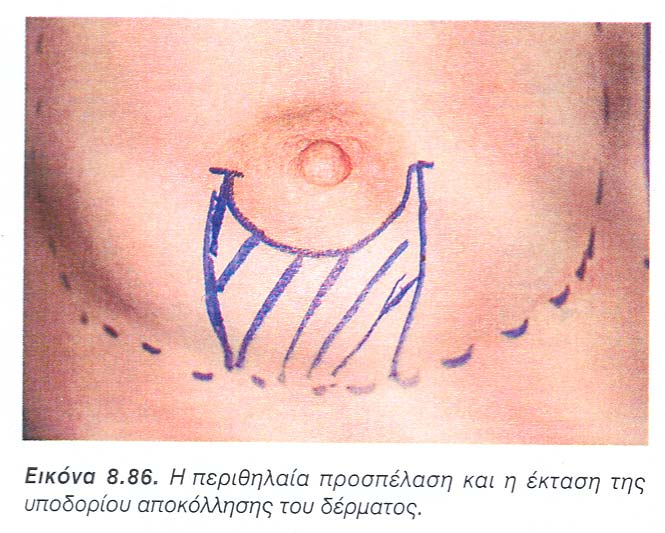 Εικόνα 8.86. Η περιθηλαία προσπέλαση και η έκταση της
υποδορίου αποκόλλησης του δέρματος.